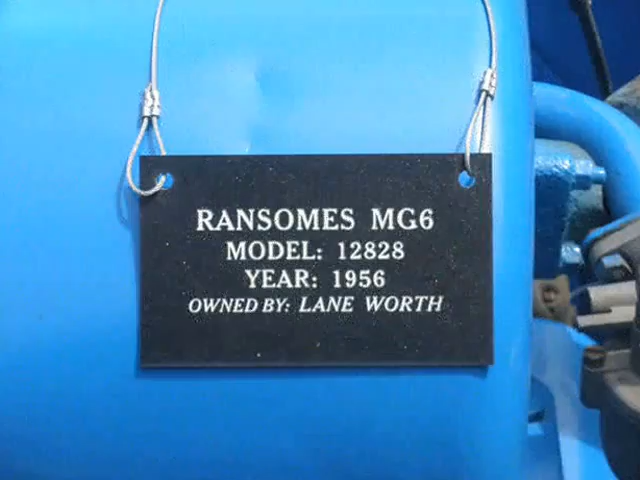 RANSOMES MG6
MODEL: 12828
YEAR: 1956
OWNED BY: LANE WORTH